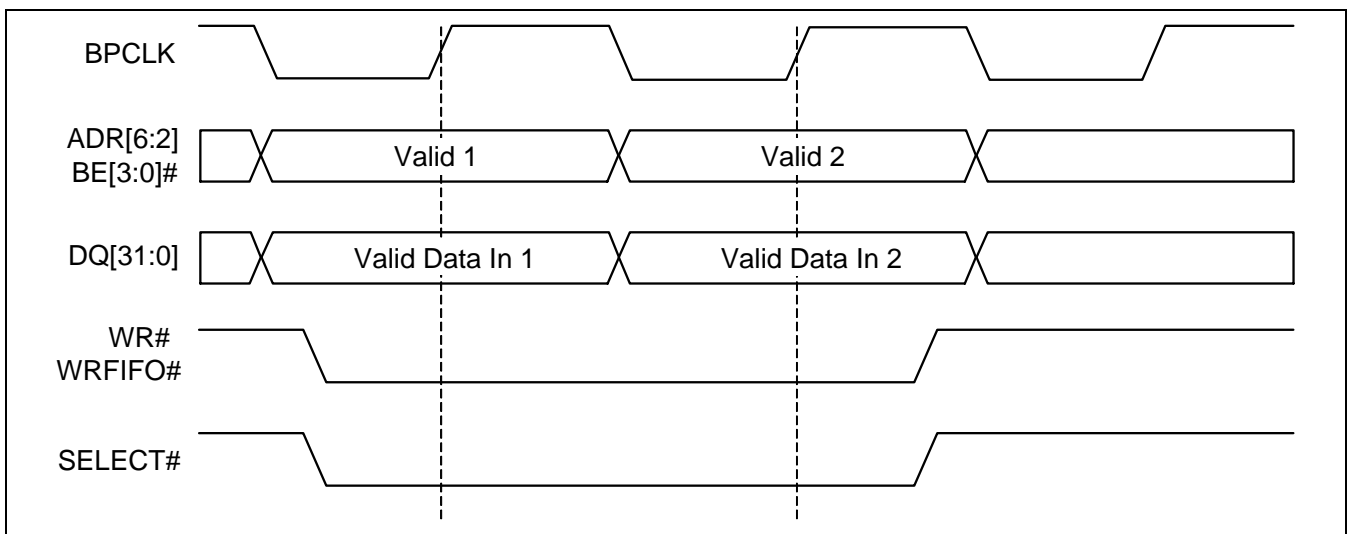 BPCLK
ADR[6:2]
BE[3:0]#
Valid 1
Valid 2
DQ[31:0]
Valid Data In 1
Valid Data In 2
WR#
WRFIFO#
SELECT#